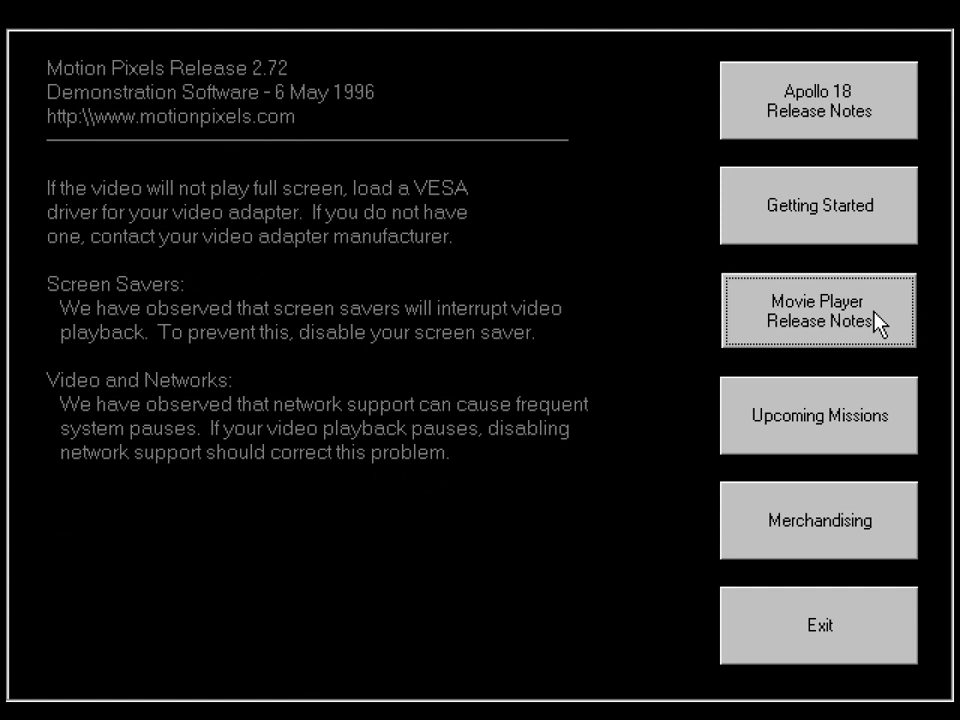 Motion Pixels Release 2.72
Demonstration Software - 6 May 1996
http:\\www.motionpixels.com
If the video will not play full screen, load a VESA
driver for your video adapter.  If you do not have
one, contact your video adapter manufacturer.
Screen Savers:
We have observed that screen savers will interrupt video
playback.  To prevent this, disable your screen saver.
Video and Networks:
We have observed that network support can cause frequent
system pauses.  If your video playback pauses, disabling
network support should correct this problem.
Apollo 18
Release Notes
Getting Started
Movie Player
Release Notes
Upcoming Missions
Merchandising
Exit